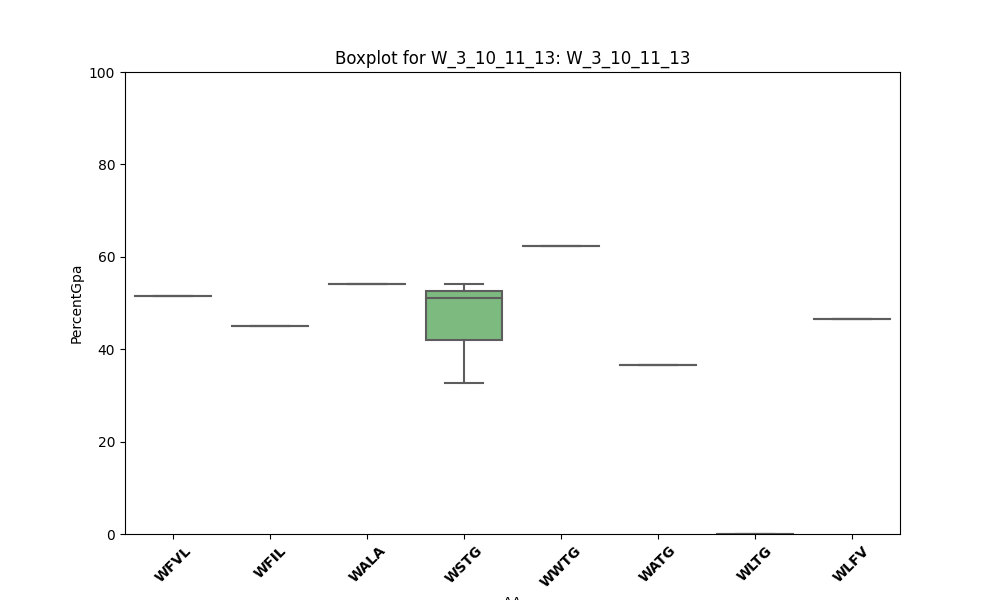 Boxplot for W_3_10_11_13: W_3_10_11_13
PercentGpa
100
80
60
40
20
0
WFVL
WFIL
WALA
WSTG
WWTG
WATG
WLTG
WLFV